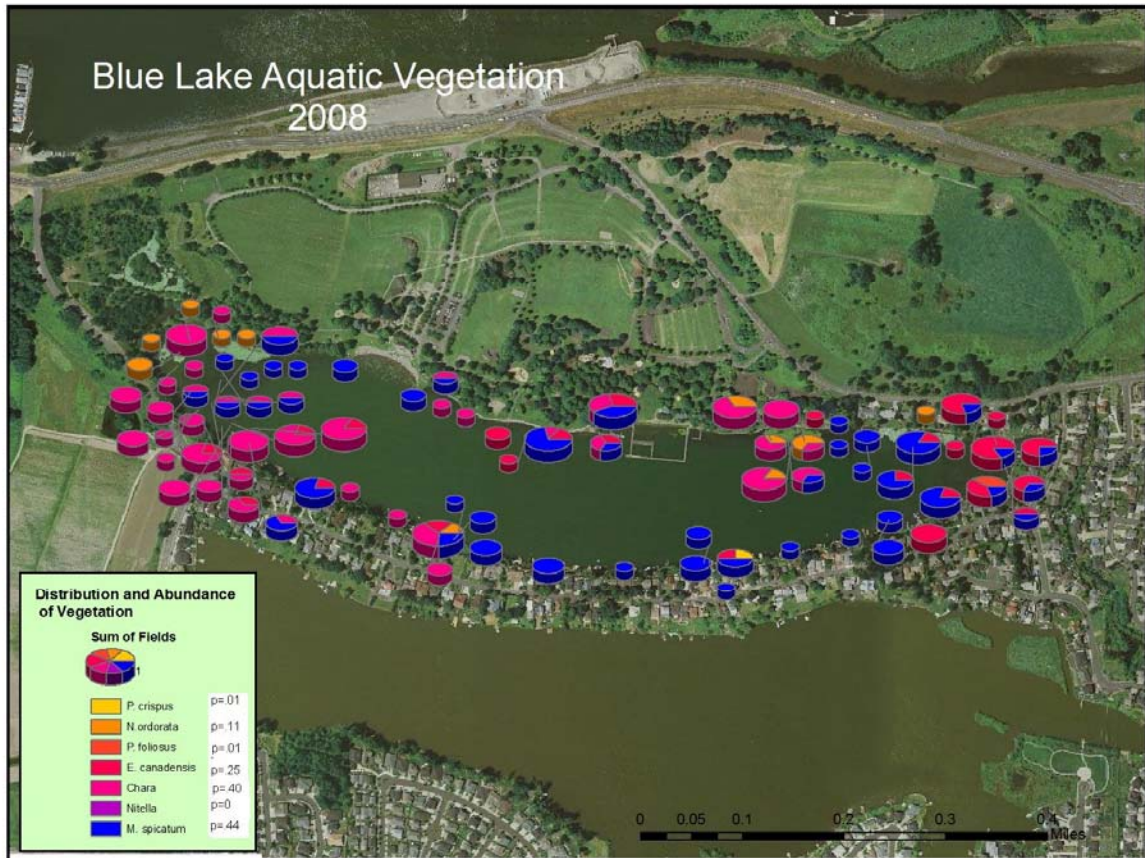 Blue Lake Aquatic Vegetation
2008
Distribution and Abundance
of Vegetation
Sum of Fields
1
P. crispus p=.01
N.ordorata p=.11
P. foliosus p=.01
E. canadensis p=.25
Chara p=.40
Nitella p=0
M. spicatum p=.44
0 0.05 0.1 0.2 0.3 0.4
Miles